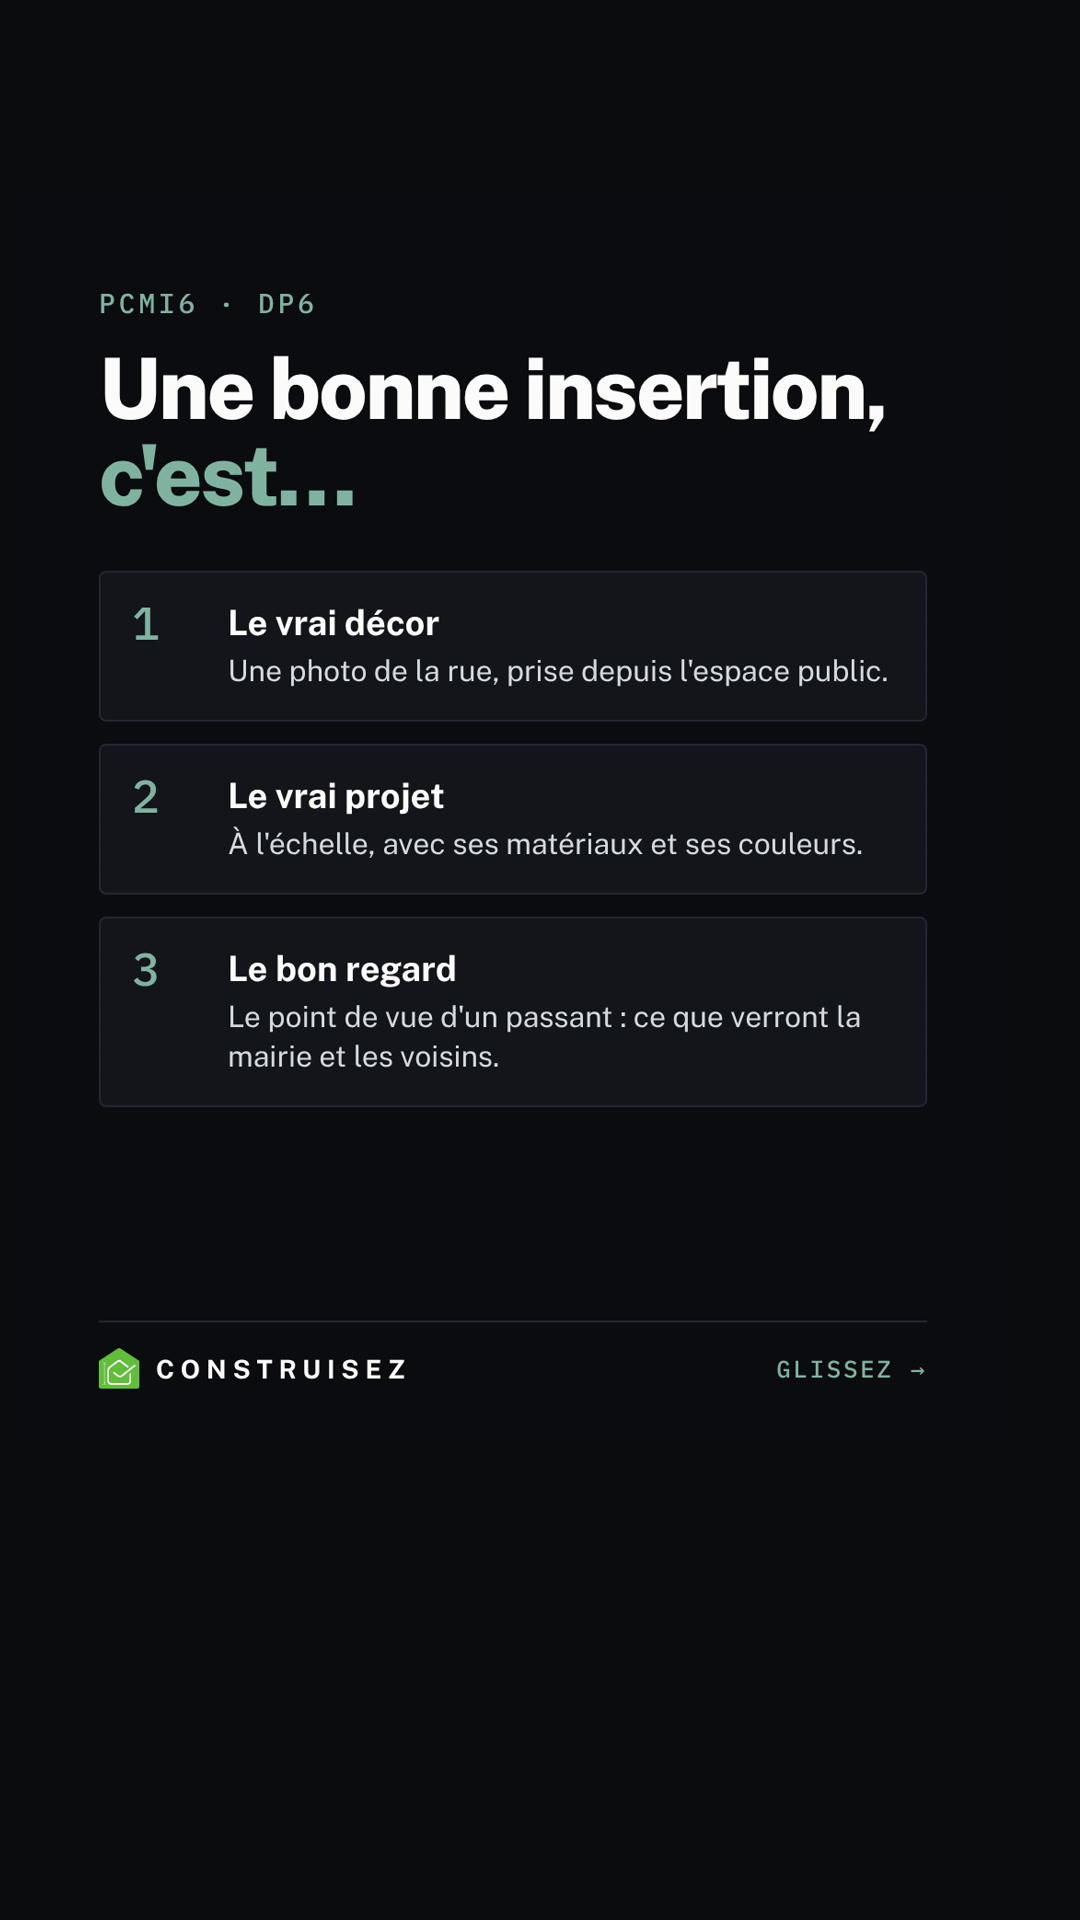 PCMI6 · DP6
Une bonne insertion,
c'est...
1
Le vrai décor
Une photo de la rue, prise depuis l'espace public.
2
Le vrai projet
À l'échelle, avec ses matériaux et ses couleurs.
3
Le bon regard
Le point de vue d'un passant : ce que verront la
mairie et les voisins.
CONSTRUISEZ
GLISSEZ →